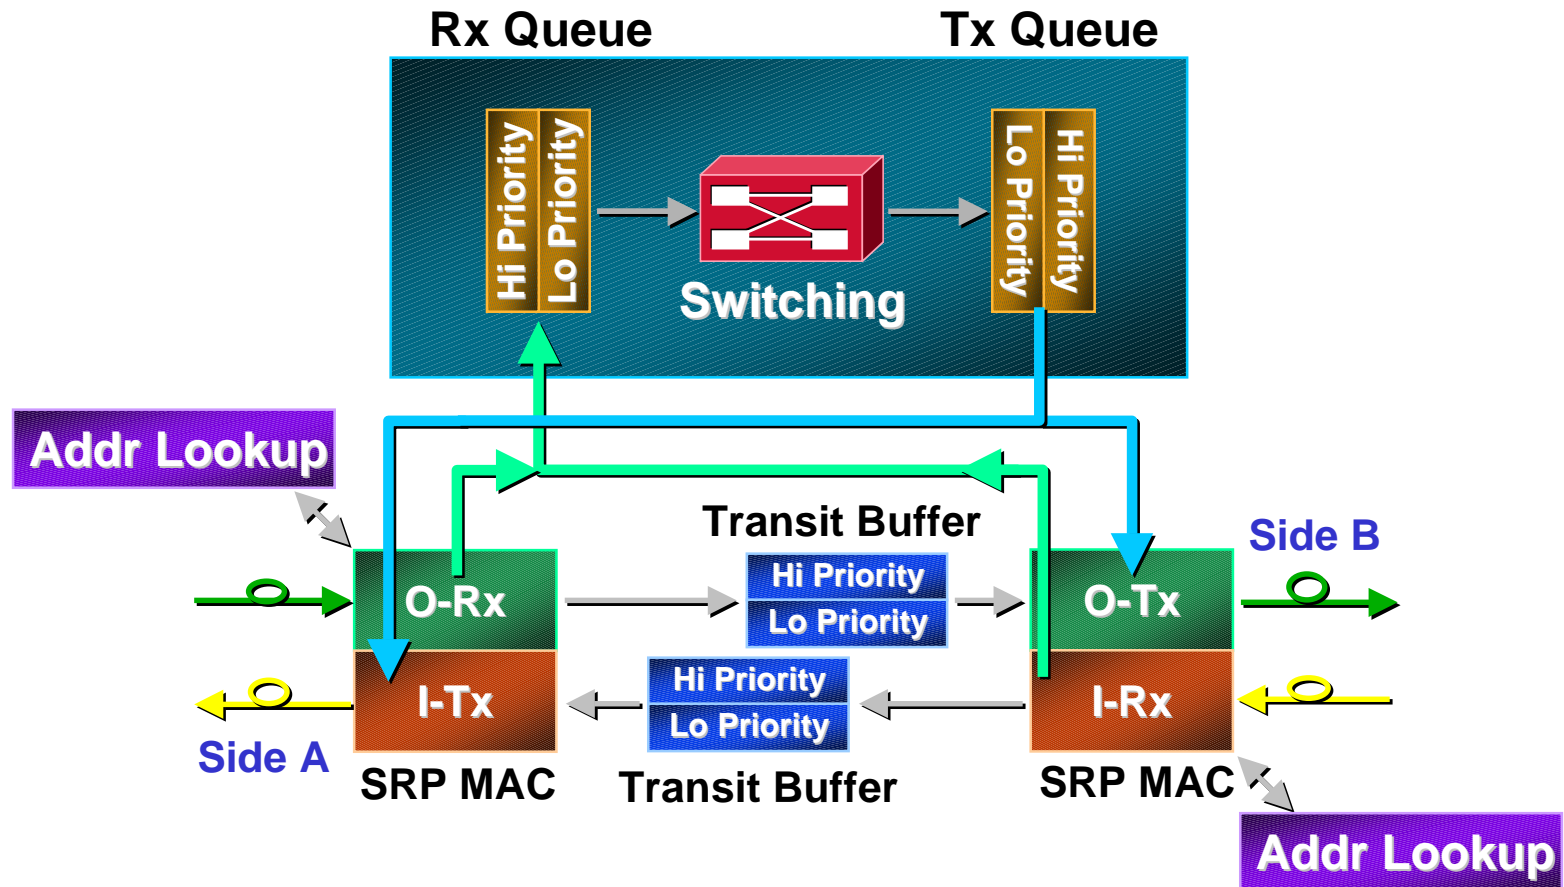 Rx Queue
Tx Queue
Hi Priority
Lo Priority
Lo Priority
Hi Priority
Switching
Addr Lookup
Transit Buffer
Side B
O-Rx
Hi Priority
Lo Priority
O-Tx
I-Tx
Hi Priority
Lo Priority
I-Rx
Side A
SRP MAC
Transit Buffer
SRP MAC
Addr Lookup